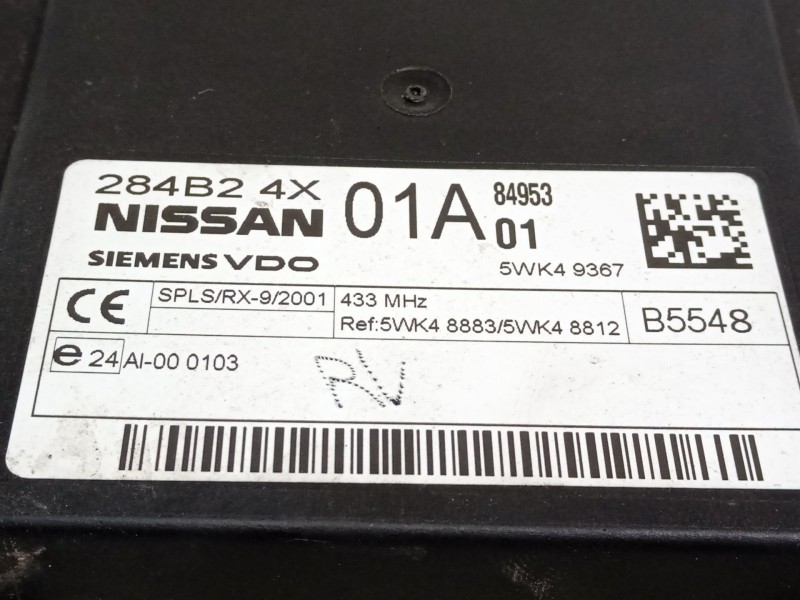 284B2 4X 01A 84953
NISSAN 01
SIEMENS VDO 5WK4 9367
CE SPLS/RX-9/2001 433 MHz B5548
Ref:5WK4 8883/5WK4 8812
e 24 AI-00 0103
RV